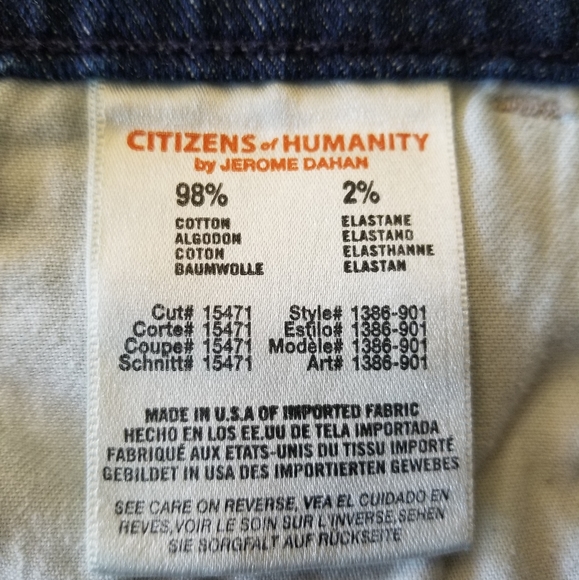 CITIZENS of HUMANITY
by JEROME DAHAN
98% 2%
COTTON ELASTANE
ALGODON ELASTANO
COTON ELASTHANNE
BAUMWOLLE ELASTAN
Cut# 15471 Style# 1386-901
Corte# 15471 Estilo# 1386-901
Coupe# 15471 Modèle# 1386-901
Schnitt# 15471 Art# 1386-901
MADE IN U.S.A OF IMPORTED FABRIC
HECHO EN LOS EE.UU DE TELA IMPORTADA
FABRIQUÉ AUX ETATS-UNIS DU TISSU IMPORTÉ
GEBILDET IN USA DES IMPORTIERTEN GEWEBES
SEE CARE ON REVERSE, VEA EL CUIDADO EN
REVES, VOIR LE SOIN SUR L'INVERSE, SEHEN
SIE SORGFALT AUF RÜCKSEITE